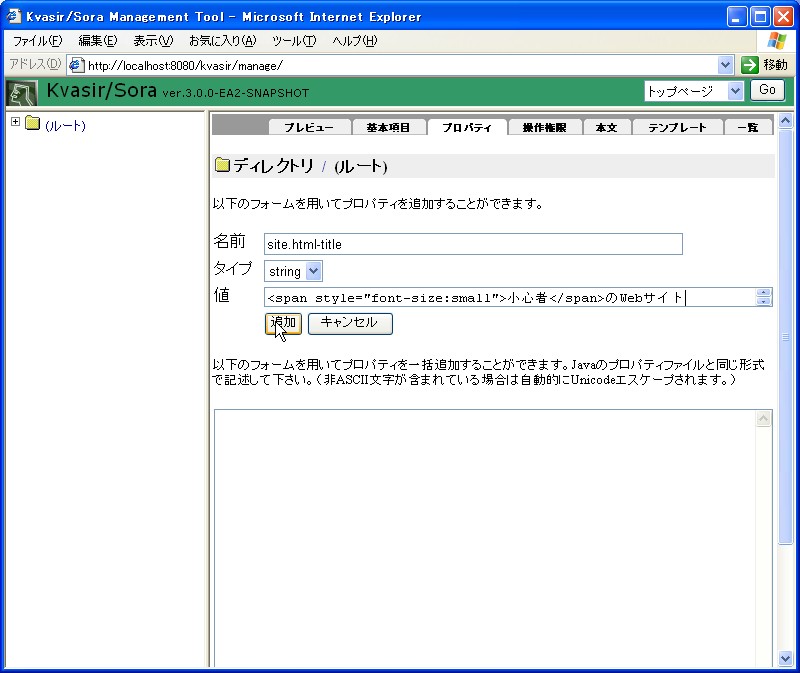 Kvasir/Sora Management Tool - Microsoft Internet Explorer
ファイル(F) 編集(E) 表示(V) お気に入り(A) ツール(T) ヘルプ(H)
アドレス(D) http://localhost:8080/kvasir/manage/ 移動
Kvasir/Sora ver.3.0.0-EA2-SNAPSHOT トップページ Go
(ルート)
プレビュー 基本項目 プロパティ 操作権限 本文 テンプレート 一覧
ディレクトリ / (ルート)
以下のフォームを用いてプロパティを追加することができます。
名前 site.html-title
タイプ string
値 <span style="font-size:small">小心者</span>のWebサイト
追加 キャンセル
以下のフォームを用いてプロパティを一括追加することができます。Javaのプロパティファイルと同じ形式
で記述して下さい。(非ASCII文字が含まれている場合は自動的にUnicodeエスケープされます。)